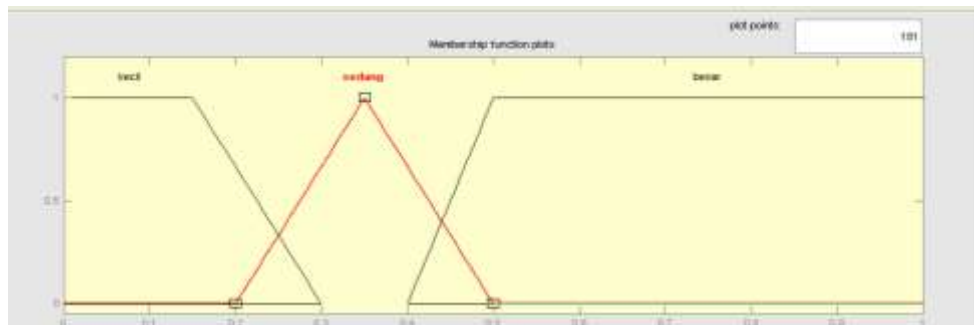 plot points:
181
Membership function plots
kecil sedang besar
1
0.5
0
0 0.1 0.2 0.3 0.4 0.5 0.6 0.7 0.8 0.9 1